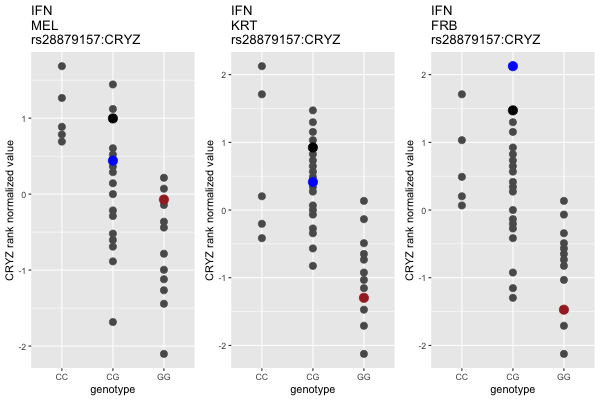 IFN
MEL
rs28879157:CRYZ
CRYZ rank normalized value
1
0
-1
-2
CC
CG
GG
genotype
IFN
KRT
rs28879157:CRYZ
CRYZ rank normalized value
2
1
0
-1
-2
CC
CG
GG
genotype
IFN
FRB
rs28879157:CRYZ
CRYZ rank normalized value
2
1
0
-1
-2
CC
CG
GG
genotype